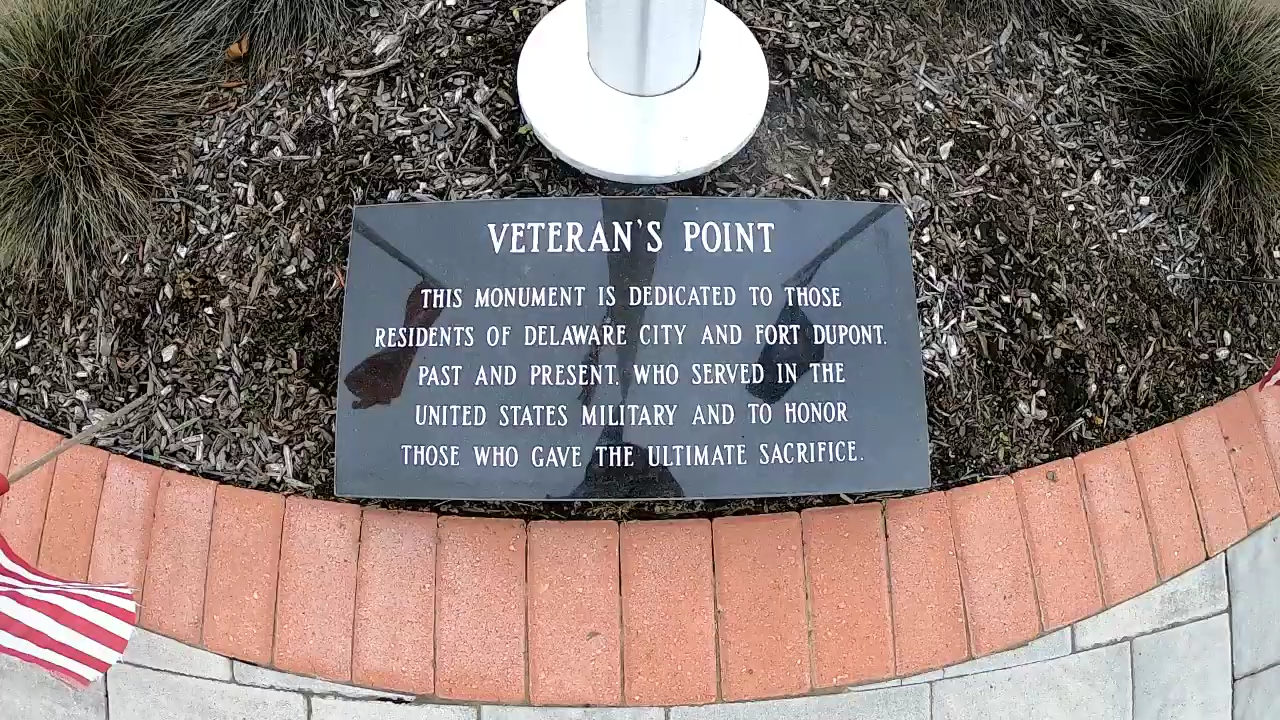 VETERAN'S POINT
THIS MONUMENT IS DEDICATED TO THOSE
RESIDENTS OF DELAWARE CITY AND FORT DUPONT,
PAST AND PRESENT, WHO SERVED IN THE
UNITED STATES MILITARY AND TO HONOR
THOSE WHO GAVE THE ULTIMATE SACRIFICE.